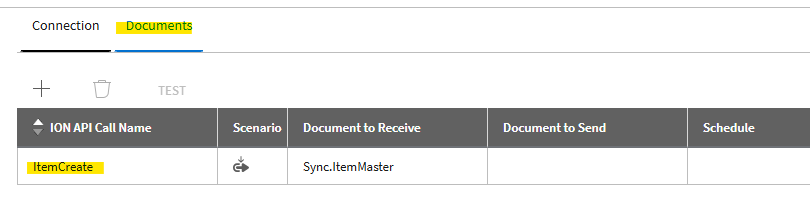 Connection Documents
TEST
ION API Call Name Scenario Document to Receive Document to Send Schedule
ItemCreate Sync.ItemMaster